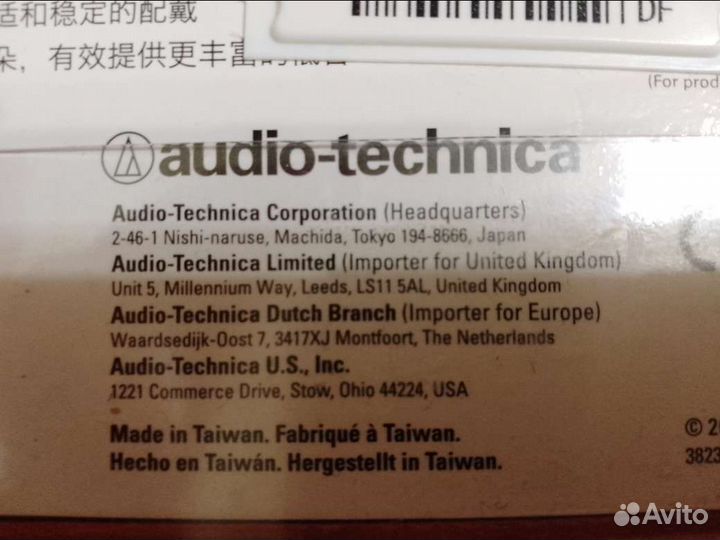 适和稳定的配戴
朵，有效提供更丰富的低音
DF
(For prod
audio-technica
Audio-Technica Corporation (Headquarters)
2-46-1 Nishi-naruse, Machida, Tokyo 194-8666, Japan
Audio-Technica Limited (Importer for United Kingdom)
Unit 5, Millennium Way, Leeds, LS11 5AL, United Kingdom
Audio-Technica Dutch Branch (Importer for Europe)
Waardsedijk-Oost 7, 3417XJ Montfoort, The Netherlands
Audio-Technica U.S., Inc.
1221 Commerce Drive, Stow, Ohio 44224, USA
Made in Taiwan. Fabriqué à Taiwan.
© 20
Hecho en Taiwán. Hergestellt in Taiwan.
3823
Avito